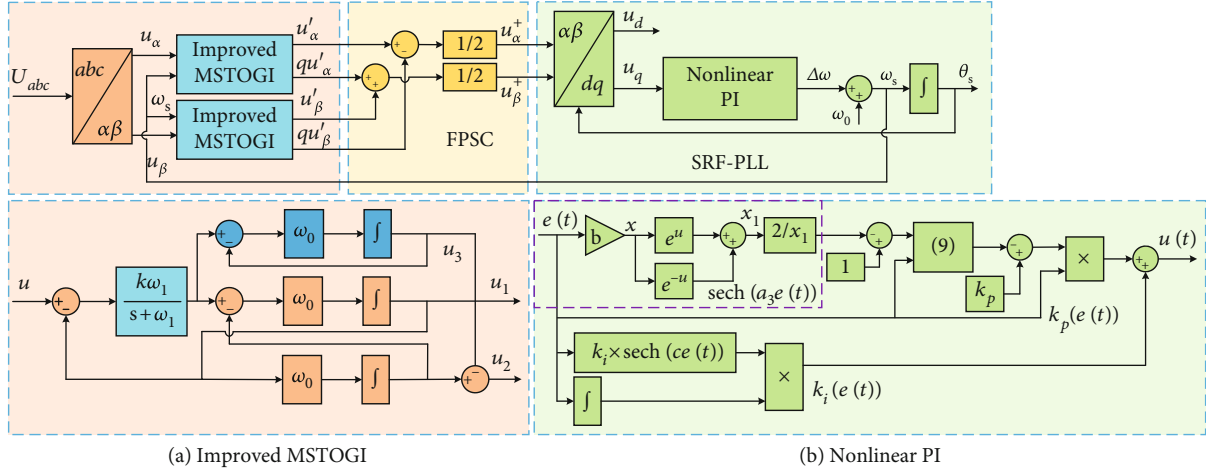 U_abc
abc
αβ
u_α
ω_s
u_β
Improved
MSTOGI
Improved
MSTOGI
u′_α
qu′_α
u′_β
qu′_β
+
−
+
+
1/2
1/2
u_α^+
u_β^+
FPSC
αβ
dq
u_d
u_q
Nonlinear
PI
Δω
+
+
ω_0
ω_s
∫
θ_s
SRF-PLL
u
+
−
kω_1
s+ω_1
+
−
ω_0
∫
u_3
+
−
ω_0
∫
u_1
ω_0
∫
+
−
u_2
(a) Improved MSTOGI
e (t)
b
x
e^u
e^−u
+
+
x_1
2/x_1
sech (a_3e (t))
1
+
−
(9)
k_p
+
−
×
k_p(e (t))
+
+
u (t)
k_i×sech (ce (t))
∫
×
k_i(e (t))
(b) Nonlinear PI